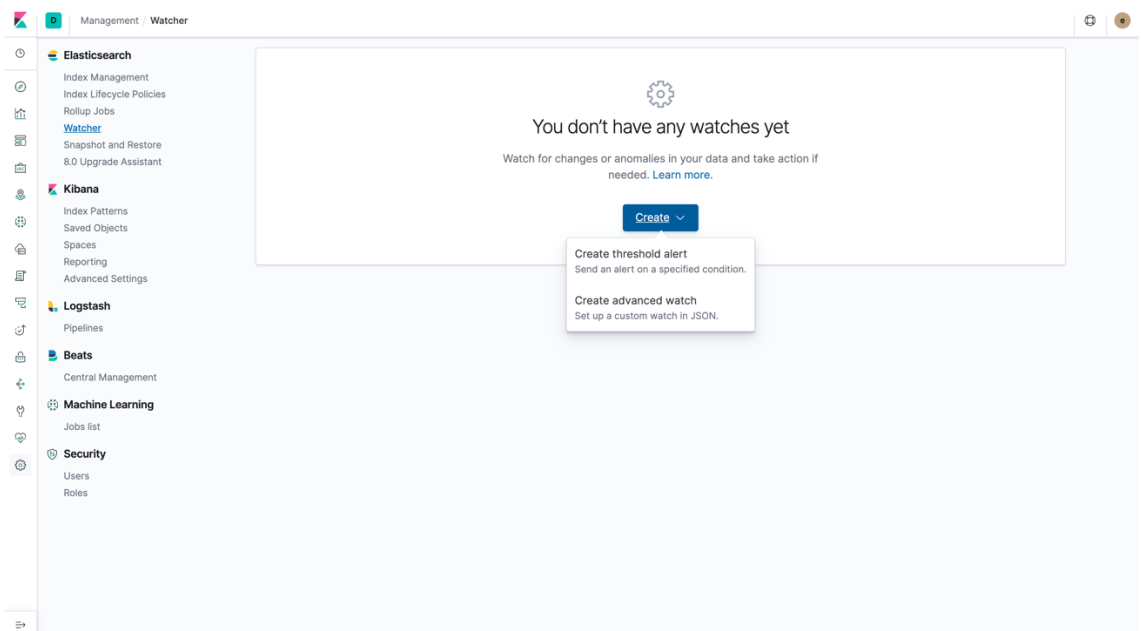 D Management / Watcher e
Elasticsearch
Index Management
Index Lifecycle Policies
Rollup Jobs
Watcher
Snapshot and Restore
8.0 Upgrade Assistant
Kibana
Index Patterns
Saved Objects
Spaces
Reporting
Advanced Settings
Logstash
Pipelines
Beats
Central Management
Machine Learning
Jobs list
Security
Users
Roles
You don’t have any watches yet
Watch for changes or anomalies in your data and take action if
needed. Learn more.
Create
Create threshold alert
Send an alert on a specified condition.
Create advanced watch
Set up a custom watch in JSON.